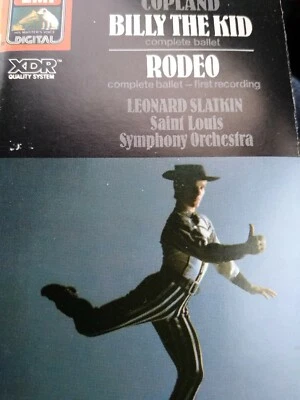 COPLAND
BILLY THE KID
complete ballet
RODEO
complete ballet – first recording
LEONARD SLATKIN
Saint Louis
Symphony Orchestra
EMI
DIGITAL
XDR
QUALITY SYSTEM